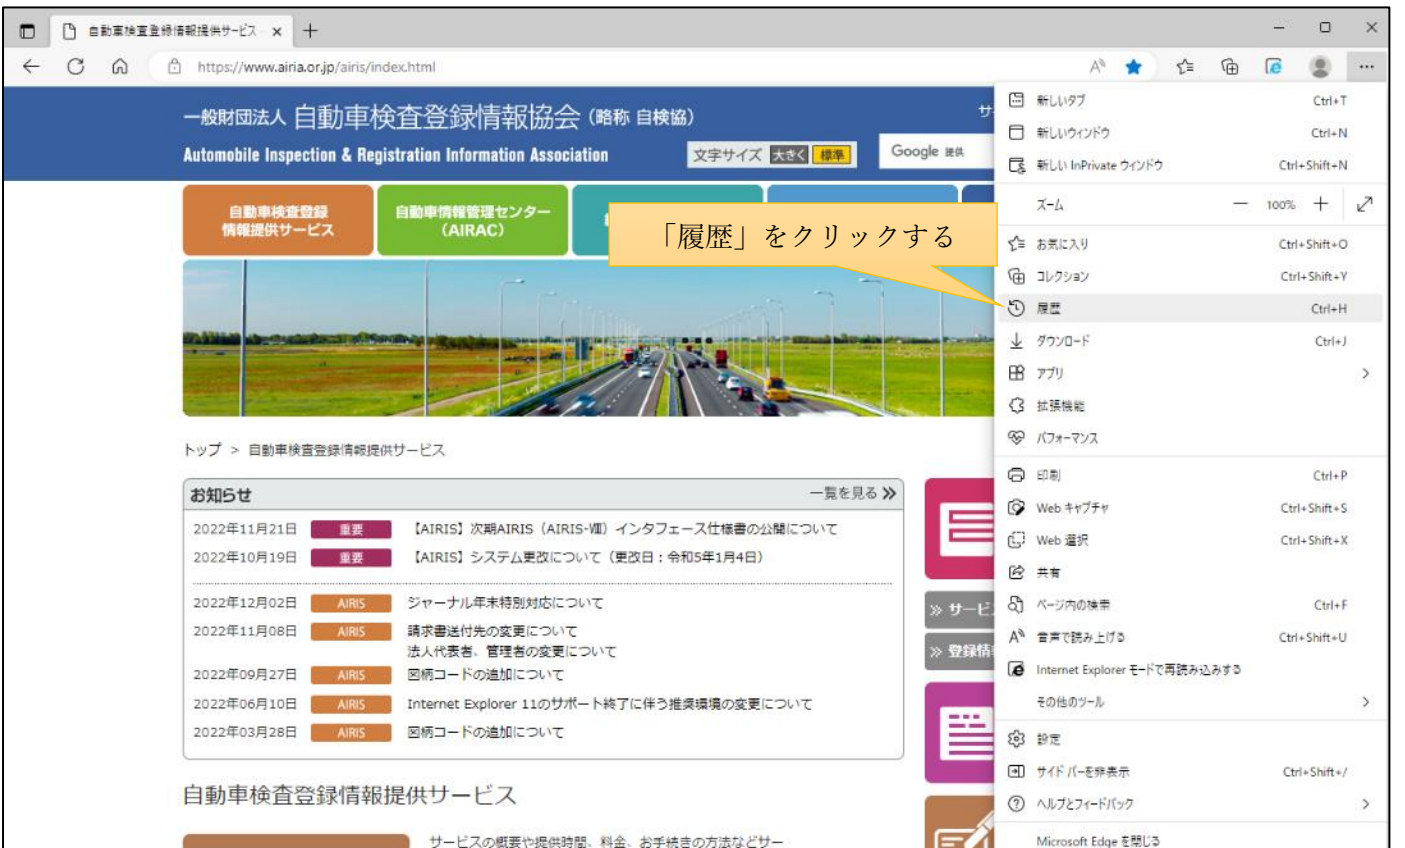 自動車検査登録情報提供サービス
https://www.airia.or.jp/airis/index.html
一般財団法人 自動車検査登録情報協会（略称 自検協）
Automobile Inspection & Registration Information Association
文字サイズ 大きく 標準
Google 提供
自動車検査登録
情報提供サービス
自動車情報管理センター
（AIRAC）
「履歴」をクリックする
トップ > 自動車検査登録情報提供サービス
お知らせ 一覧を見る
2022年11月21日 重要 【AIRIS】次期AIRIS（AIRIS-Ⅷ）インタフェース仕様書の公開について
2022年10月19日 重要 【AIRIS】システム更改について（更改日：令和5年1月4日）
2022年12月02日 AIRIS ジャーナル年末特別対応について
2022年11月08日 AIRIS 請求書送付先の変更について
法人代表者、管理者の変更について
2022年09月27日 AIRIS 図柄コードの追加について
2022年06月10日 AIRIS Internet Explorer 11のサポート終了に伴う推奨環境の変更について
2022年03月28日 AIRIS 図柄コードの追加について
自動車検査登録情報提供サービス
サービスの概要や提供時間、料金、お手続きの方法などサー
» サービ
» 登録情
新しいタブ Ctrl+T
新しいウィンドウ Ctrl+N
新しい InPrivate ウィンドウ Ctrl+Shift+N
ズーム — 100% +
お気に入り Ctrl+Shift+O
コレクション Ctrl+Shift+Y
履歴 Ctrl+H
ダウンロード Ctrl+J
アプリ
拡張機能
パフォーマンス
印刷 Ctrl+P
Web キャプチャ Ctrl+Shift+S
Web 選択 Ctrl+Shift+X
共有
ページ内の検索 Ctrl+F
音声で読み上げる Ctrl+Shift+U
Internet Explorer モードで再読み込みする
その他のツール
設定
サイド バーを非表示 Ctrl+Shift+/
ヘルプとフィードバック
Microsoft Edge を閉じる